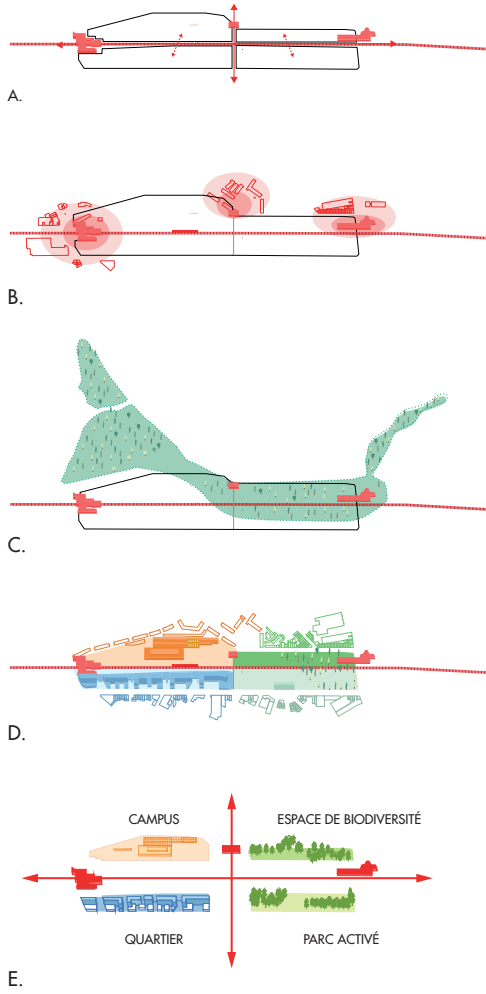 A.
B.
C.
D.
CAMPUS
ESPACE DE BIODIVERSITÉ
QUARTIER
PARC ACTIVÉ
E.